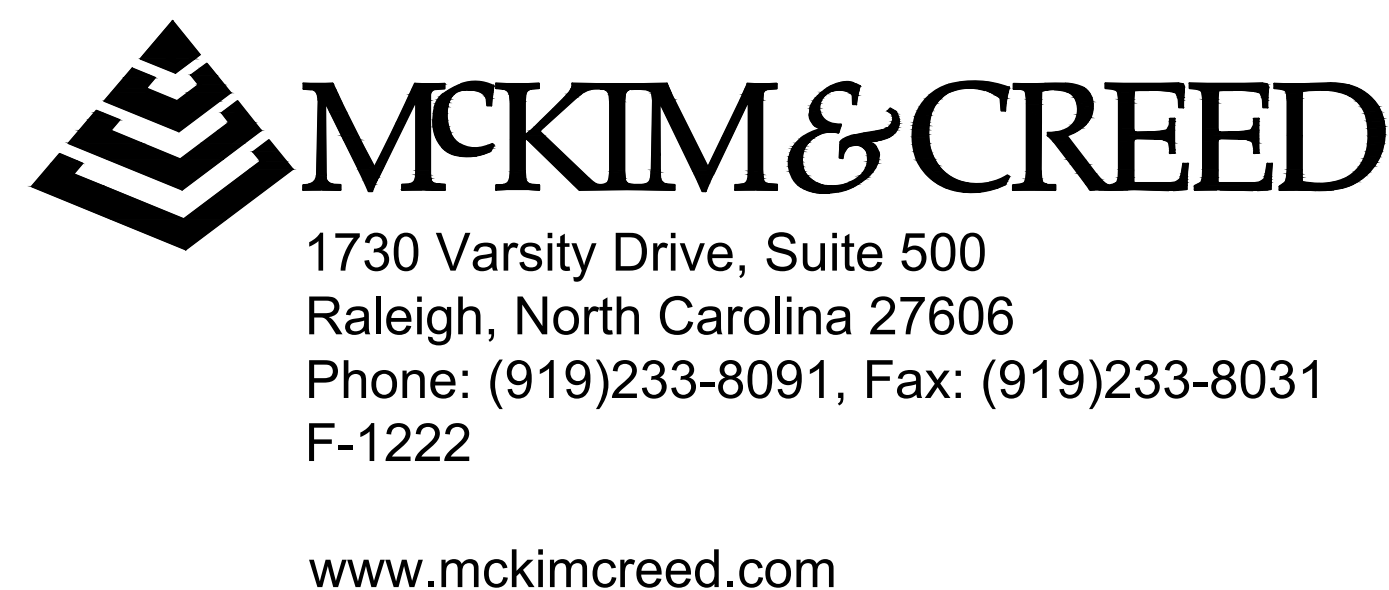 McKIM & CREED
1730 Varsity Drive, Suite 500
Raleigh, North Carolina 27606
Phone: (919)233-8091, Fax: (919)233-8031
F-1222
www.mckimcreed.com